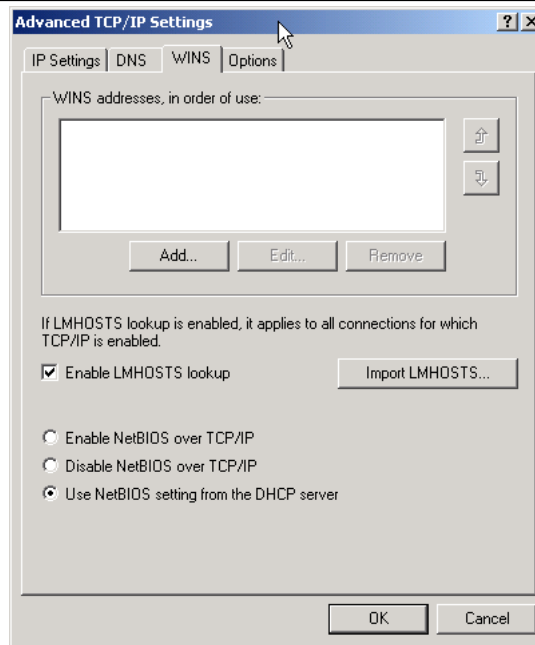 Advanced TCP/IP Settings
IP Settings DNS WINS Options
WINS addresses, in order of use:
Add... Edit... Remove
If LMHOSTS lookup is enabled, it applies to all connections for which
TCP/IP is enabled.
Enable LMHOSTS lookup Import LMHOSTS...
Enable NetBIOS over TCP/IP
Disable NetBIOS over TCP/IP
Use NetBIOS setting from the DHCP server
OK Cancel